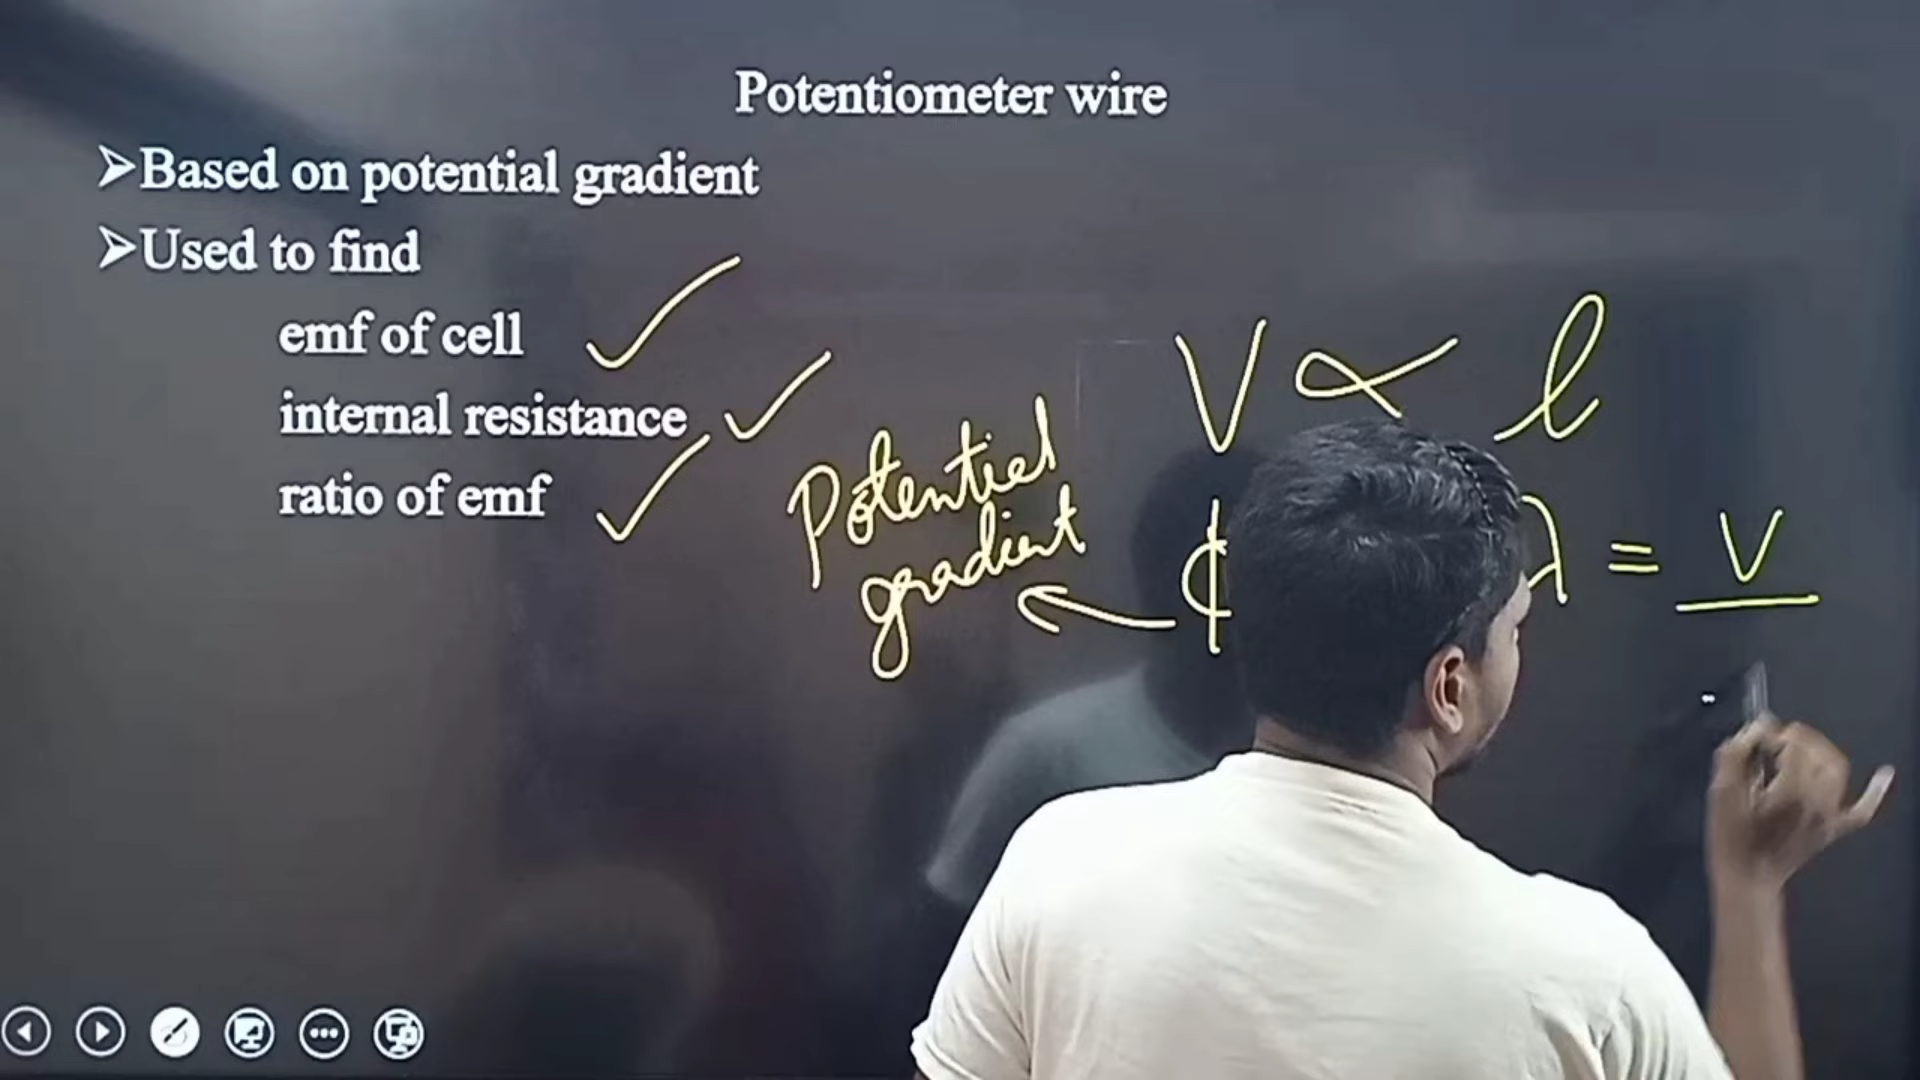 Potentiometer wire
➢Based on potential gradient
➢Used to find
emf of cell ✓
internal resistance ✓
ratio of emf ✓
V ∝ l
Potential
gradient
ϕ λ = V